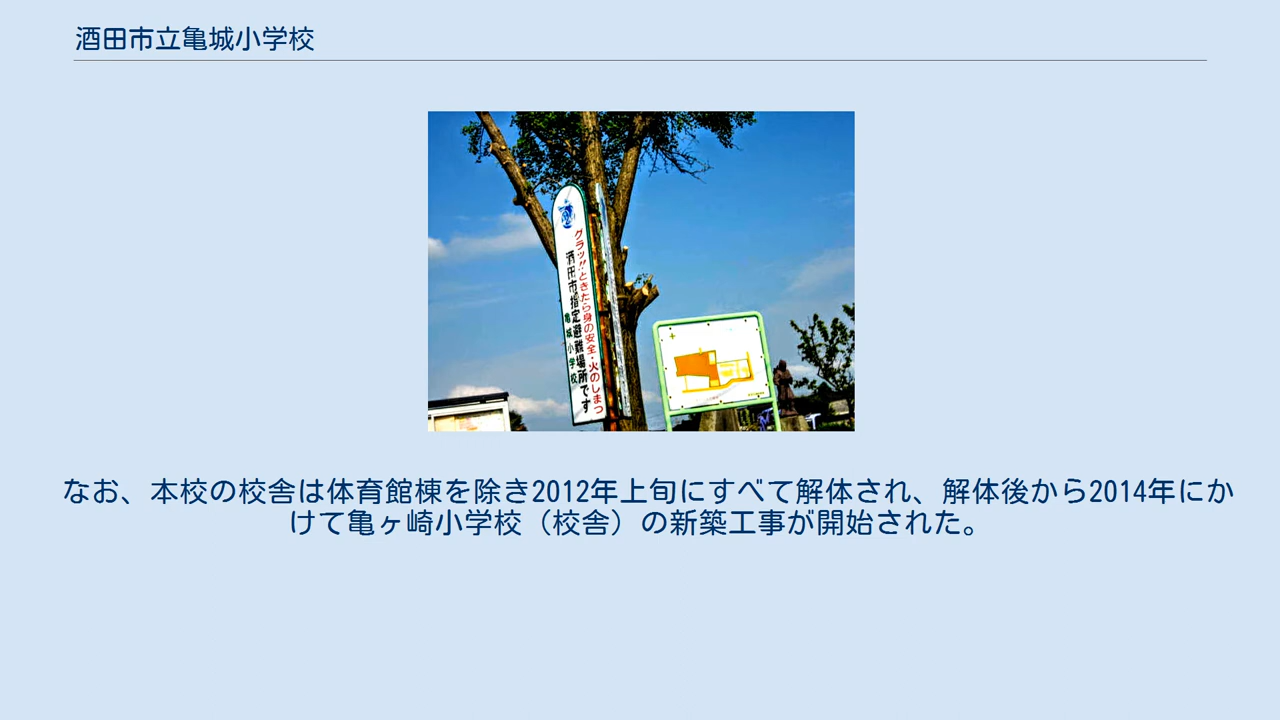 酒田市立亀城小学校
グラッ!!ときたら身の安全・火のしまつ
酒田市指定避難場所です
亀城小学校
なお、本校の校舎は体育館棟を除き2012年上旬にすべて解体され、解体後から2014年にか
けて亀ヶ崎小学校（校舎）の新築工事が開始された。